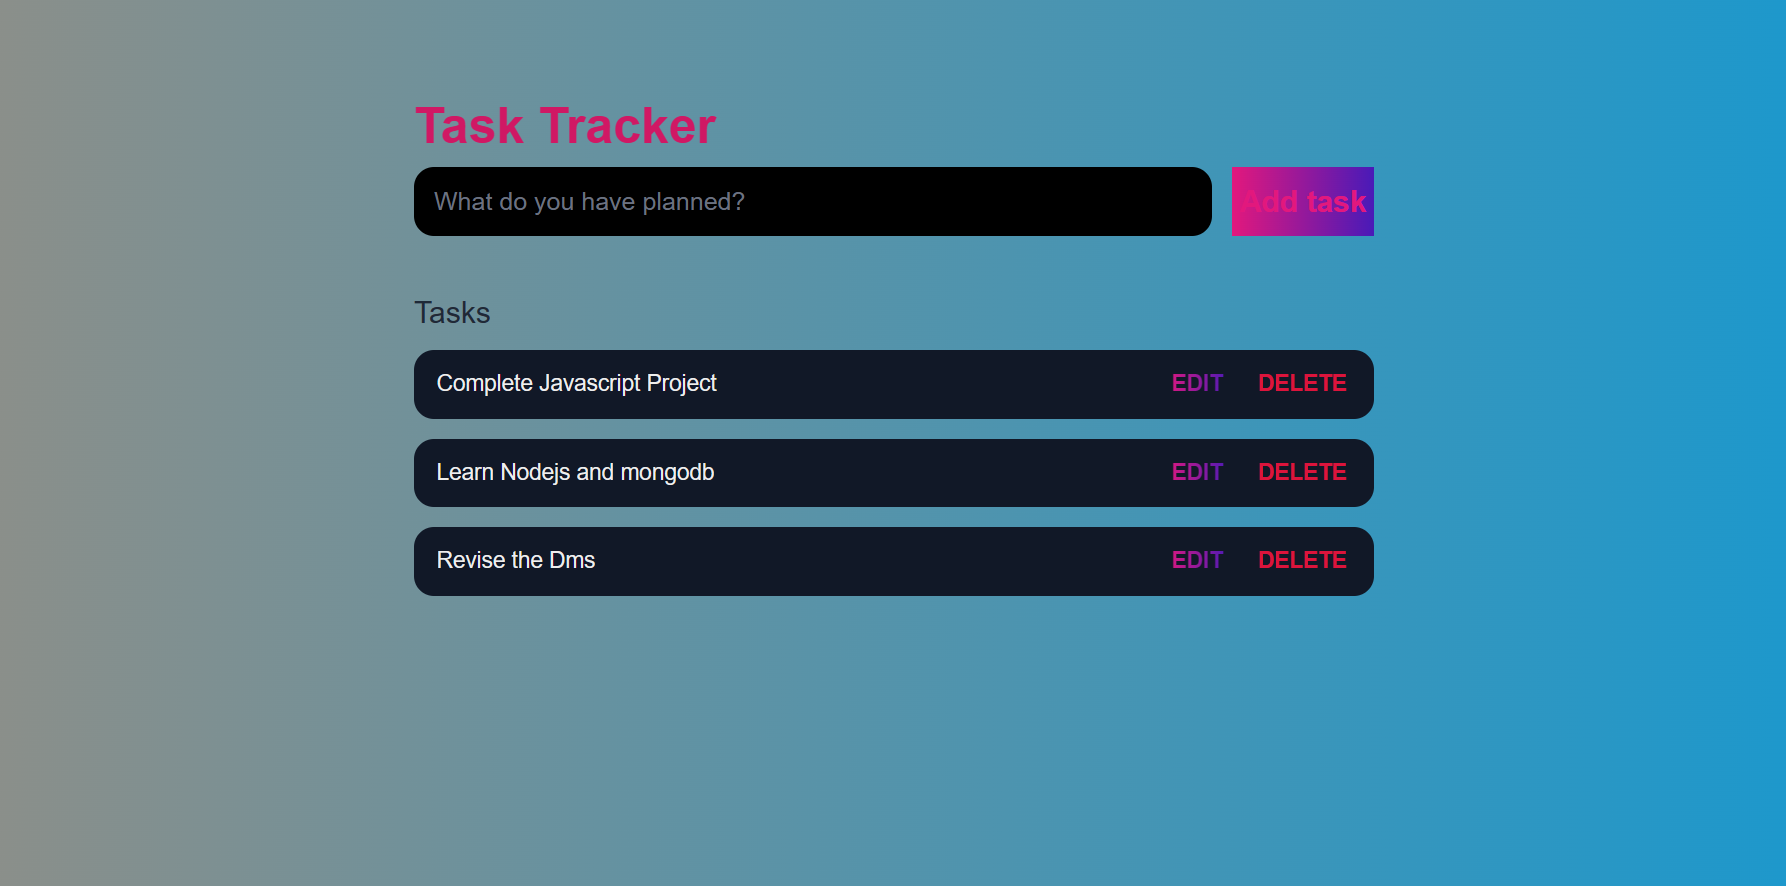 Task Tracker
What do you have planned?
Add task
Tasks
Complete Javascript Project EDIT DELETE
Learn Nodejs and mongodb EDIT DELETE
Revise the Dms EDIT DELETE